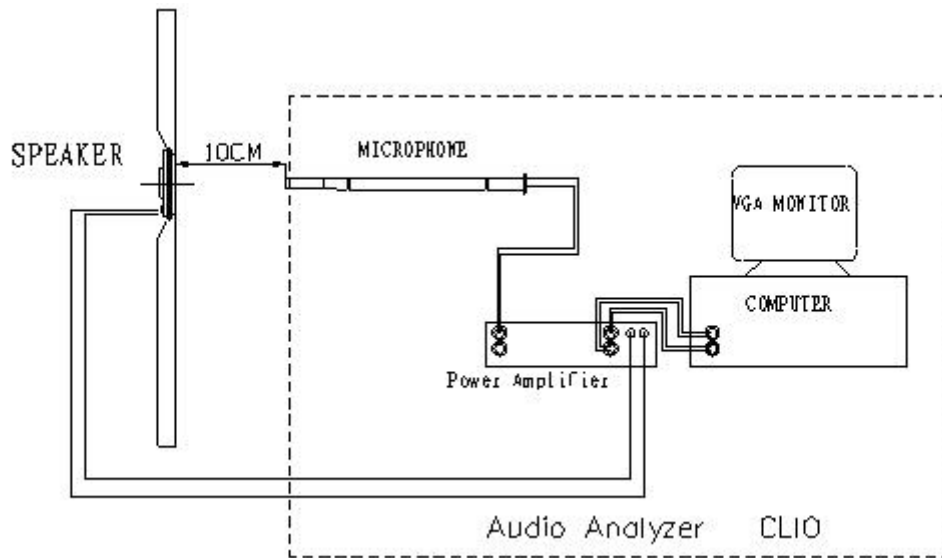 SPEAKER
10CM
MICROPHONE
VGA MONITOR
COMPUTER
Power Amplifier
Audio Analyzer CLIO